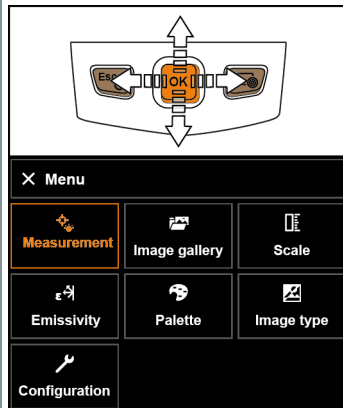 Esc
OK
Menu
Measurement
Image gallery
Scale
Emissivity
Palette
Image type
Configuration